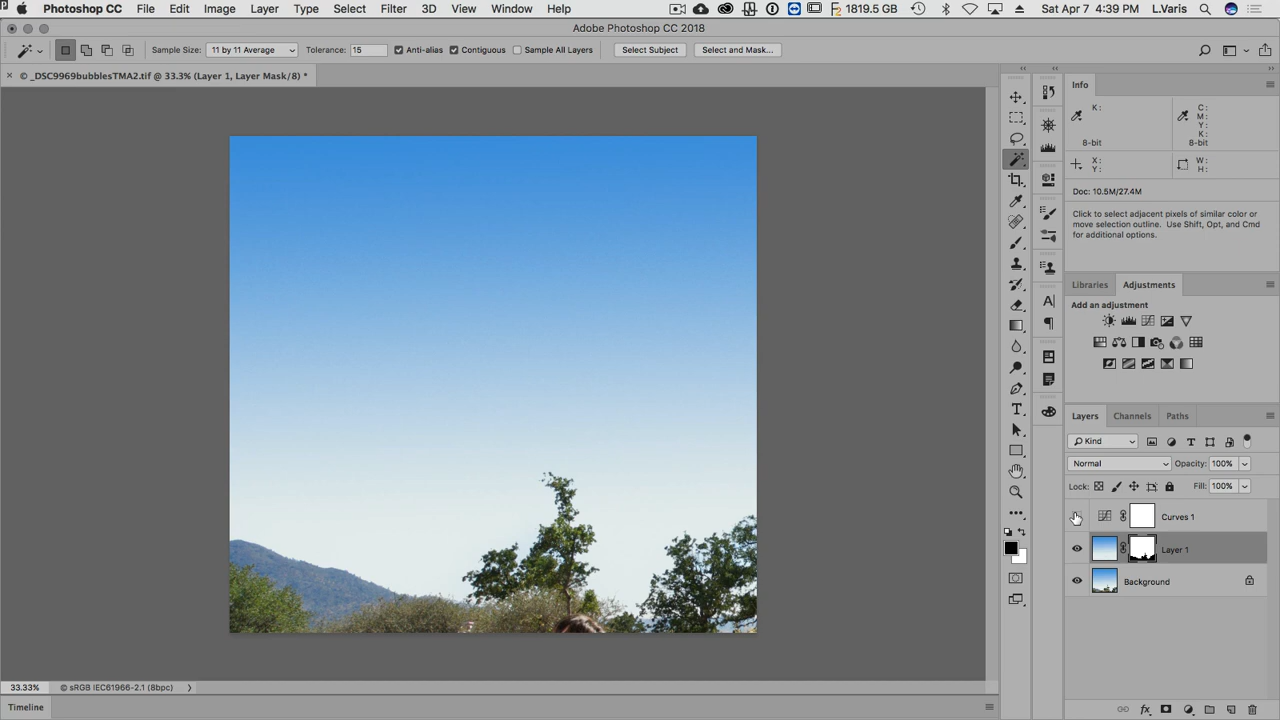 Photoshop CC File Edit Image Layer Type Select Filter 3D View Window Help 1819.5 GB Sat Apr 7 4:39 PM L.Varis
Adobe Photoshop CC 2018
Sample Size: 11 by 11 Average Tolerance: 15 Anti-alias Contiguous Sample All Layers Select Subject Select and Mask...
© _DSC9969bubblesTMA2.tif @ 33.3% (Layer 1, Layer Mask/8) *
Info
K: C:
M:
Y:
K:
8-bit 8-bit
X: W:
Y: H:
Doc: 10.5M/27.4M
Click to select adjacent pixels of similar color or
move selection outline. Use Shift, Opt, and Cmd
for additional options.
Libraries Adjustments
Add an adjustment
Layers Channels Paths
Kind
Normal Opacity: 100%
Lock: Fill: 100%
Curves 1
Layer 1
Background
33.33% © sRGB IEC61966-2.1 (8bpc)
Timeline